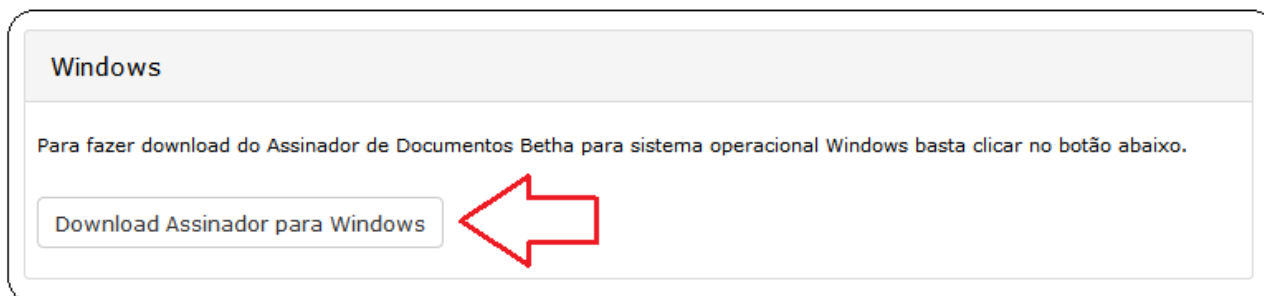 Windows
Para fazer download do Assinador de Documentos Betha para sistema operacional Windows basta clicar no botão abaixo.
Download Assinador para Windows